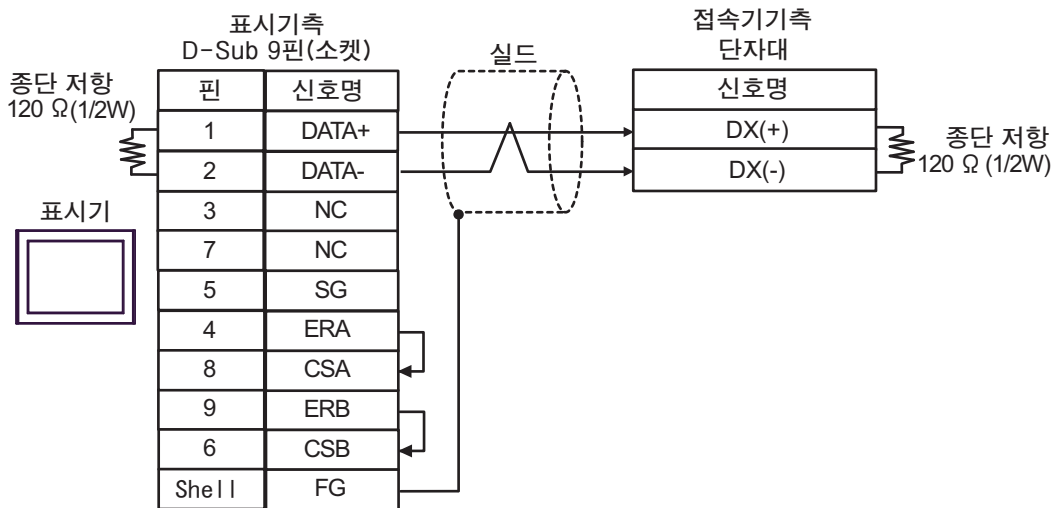 표시기측
D-Sub 9핀(소켓)
종단 저항
120 Ω(1/2W)
표시기
핀 신호명
1 DATA+
2 DATA-
3 NC
7 NC
5 SG
4 ERA
8 CSA
9 ERB
6 CSB
Shell FG
실드
접속기기측
단자대
신호명
DX(+)
DX(-)
종단 저항
120 Ω (1/2W)